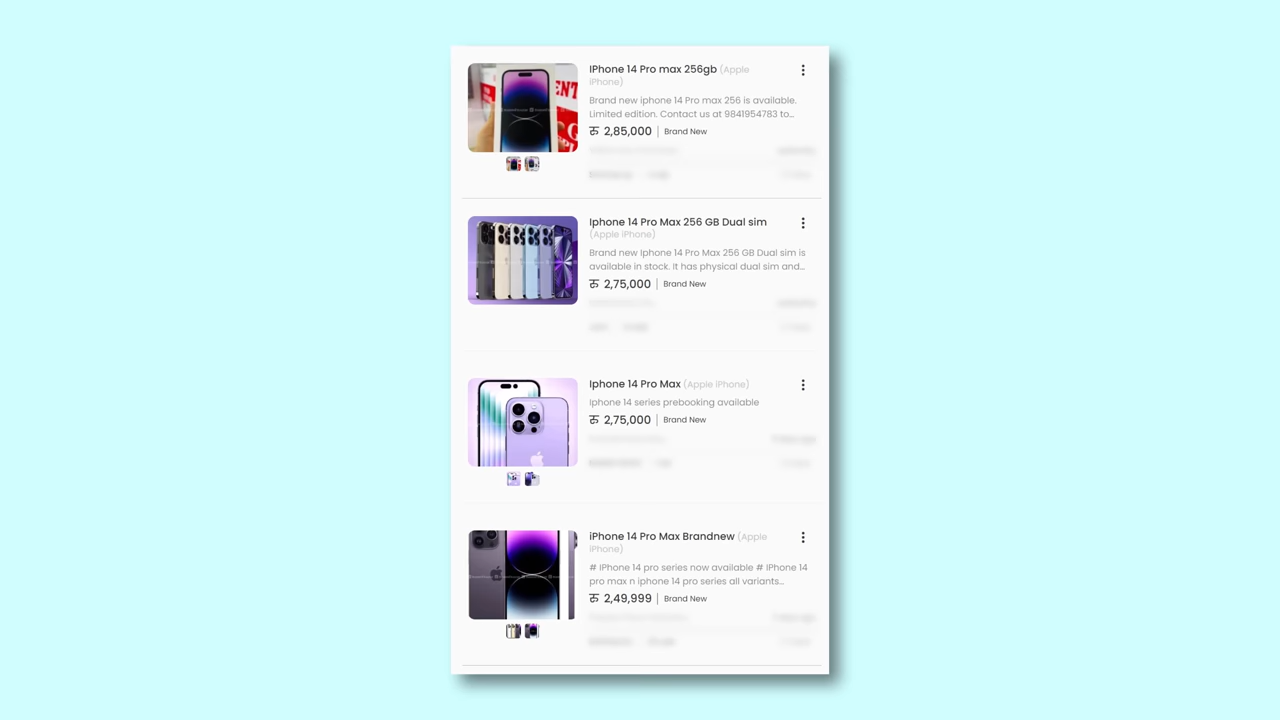 IPhone 14 Pro max 256gb (Apple
iPhone)
Brand new iphone 14 Pro max 256 is available.
Limited edition. Contact us at 9841954783 to...
रू 2,85,000 | Brand New
Iphone 14 Pro Max 256 GB Dual sim
(Apple iPhone)
Brand new Iphone 14 Pro Max 256 GB Dual sim is
available in stock. It has physical dual sim and...
रू 2,75,000 | Brand New
Iphone 14 Pro Max (Apple iPhone)
Iphone 14 series prebooking available
रू 2,75,000 | Brand New
iPhone 14 Pro Max Brandnew (Apple
iPhone)
# IPhone 14 pro series now available # IPhone 14
pro max n iphone 14 pro series all variants...
रू 2,49,999 | Brand New